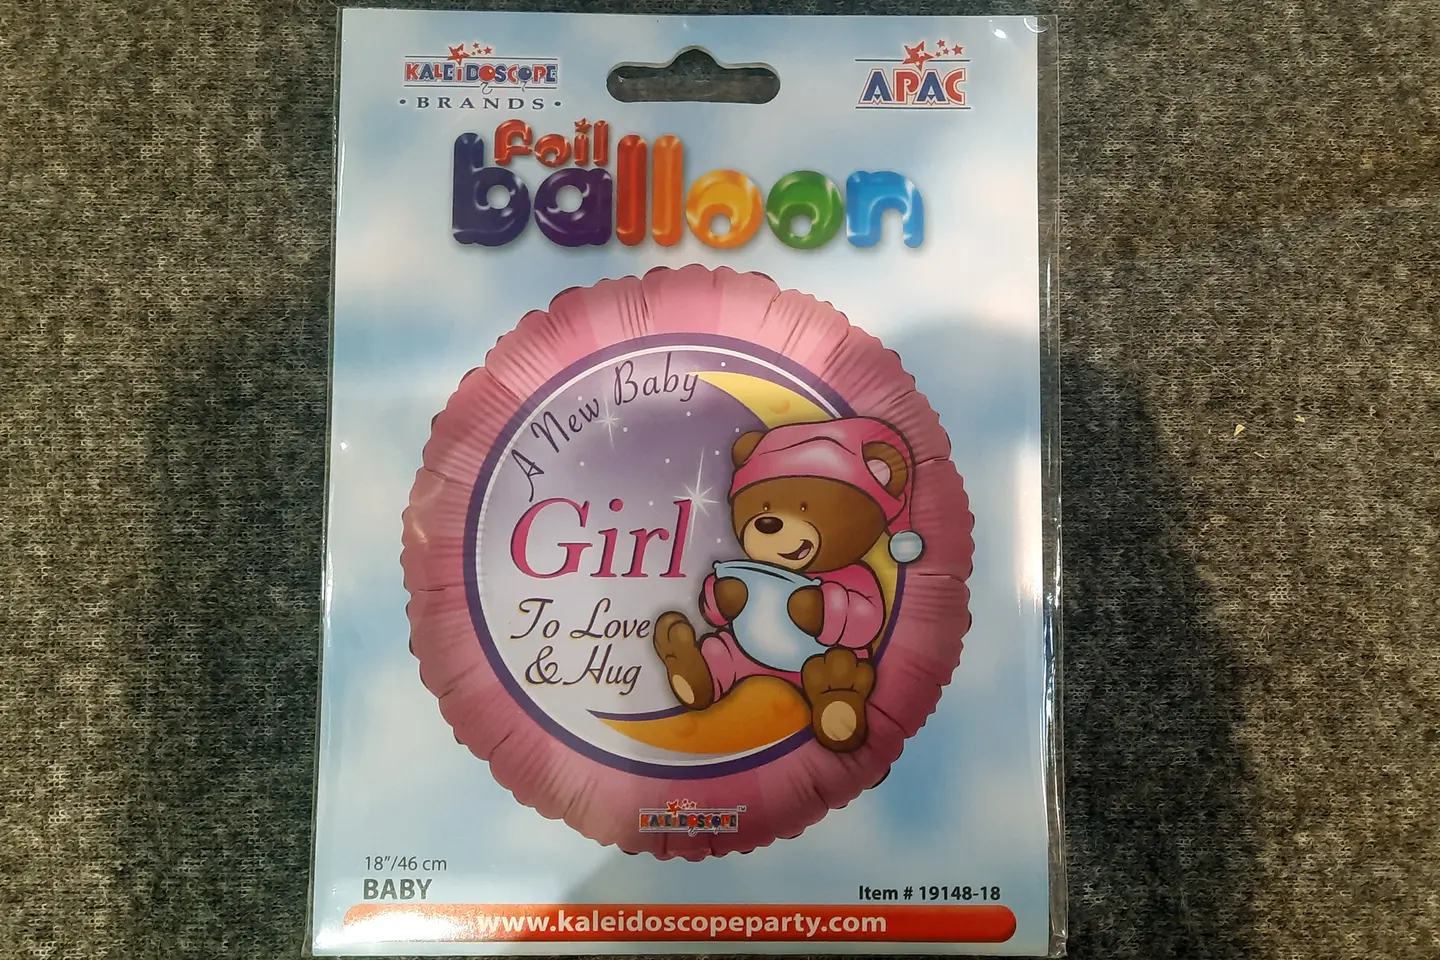 KALEIDOSCOPE
• BRANDS •
APAC
foil
balloon
A New Baby
Girl
To Love
& Hug
KALEIDOSCOPE™
18"/46 cm
BABY
Item # 19148-18
www.kaleidoscopeparty.com